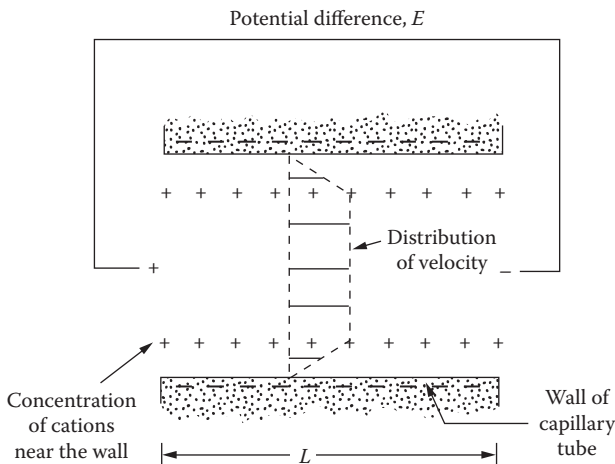 Potential difference, E
+ + + + + + + + + +
Distribution
of velocity
+
–
+ + + + + + + + + +
Concentration
of cations
near the wall
Wall of
capillary
tube
L